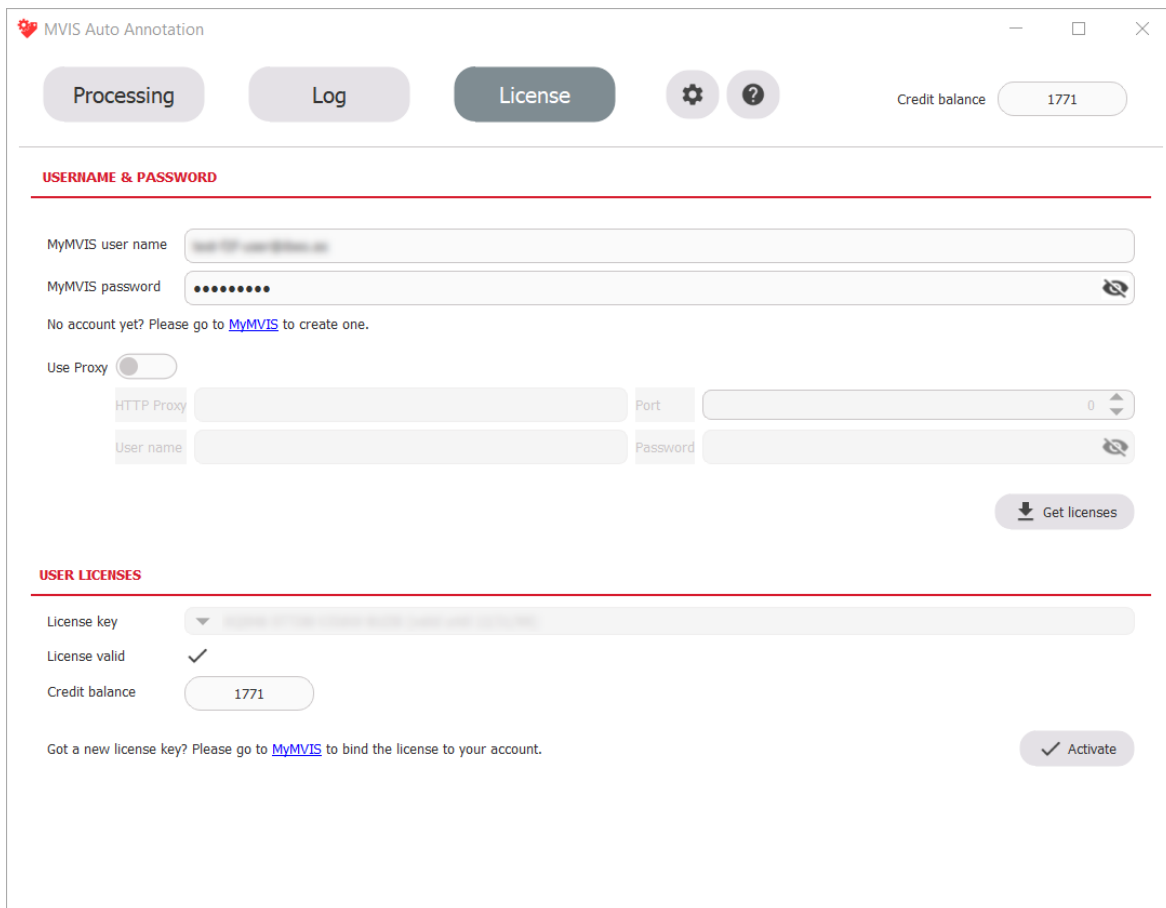 MVIS Auto Annotation
Processing Log License Credit balance 1771
USERNAME & PASSWORD
MyMVIS user name
MyMVIS password •••••••••
No account yet? Please go to MyMVIS to create one.
Use Proxy
HTTP Proxy Port 0
User name Password
Get licenses
USER LICENSES
License key
License valid
Credit balance 1771
Got a new license key? Please go to MyMVIS to bind the license to your account. Activate